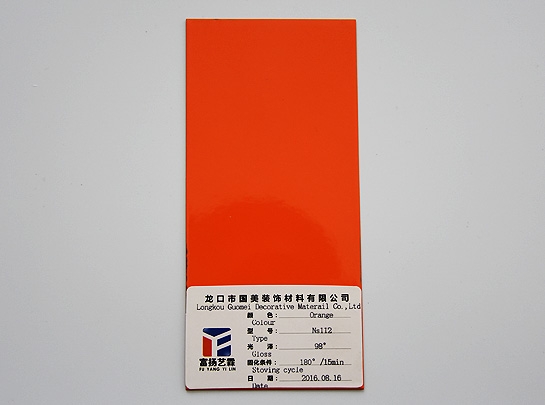 龙口市国美装饰材料有限公司
Longkou Guomei Decorative Materail Co.,Ltd
颜 色: Orange
Colour
型 号: Ns112
Type
光 泽: 98°
Gloss
固化条件: 180°/15min
Stoving cycle
日 期: 2016.08.16
Date
富扬艺霖
FU YANG YI LIN